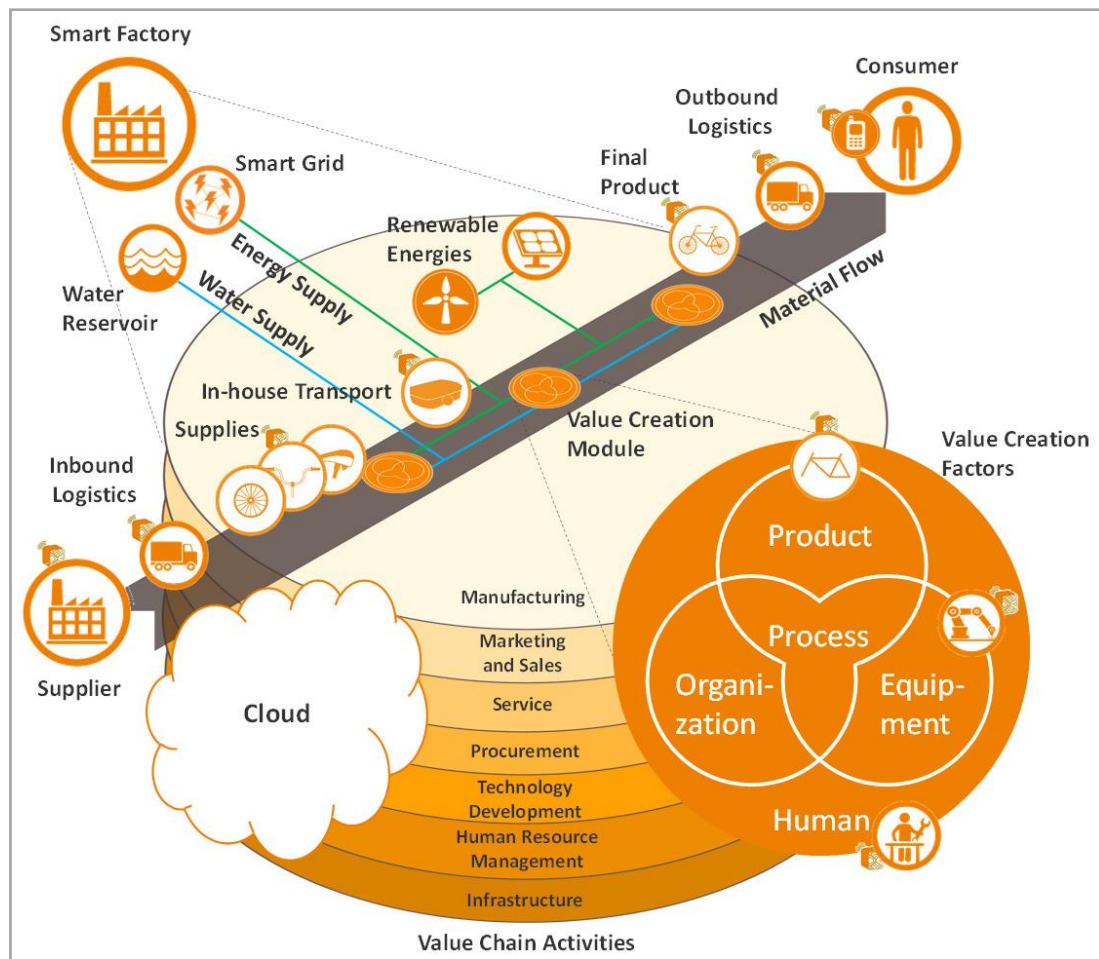 Smart Factory
Consumer
Outbound
Logistics
Smart Grid
Final
Product
Renewable
Energies
Energy Supply
Water Supply
Water
Reservoir
Material Flow
In-house Transport
Supplies
Value Creation
Module
Value Creation
Factors
Inbound
Logistics
Product
Process
Organi-
zation
Equip-
ment
Human
Supplier
Cloud
Manufacturing
Marketing
and Sales
Service
Procurement
Technology
Development
Human Resource
Management
Infrastructure
Value Chain Activities